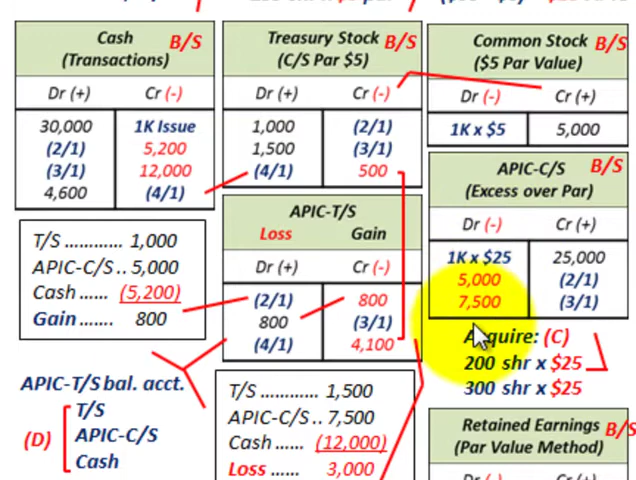 Cash B/S
(Transactions)
Dr (+) Cr (-)
30,000 1K Issue
(2/1) 5,200
(3/1) 12,000
4,600 (4/1)
Treasury Stock B/S
(C/S Par $5)
Dr (+) Cr (-)
1,000 (2/1)
1,500 (3/1)
(4/1) 500
Common Stock B/S
($5 Par Value)
Dr (-) Cr (+)
1K x $5 5,000
APIC-C/S B/S
(Excess over Par)
Dr (-) Cr (+)
1K x $25 25,000
5,000 (2/1)
7,500 (3/1)
APIC-T/S
Loss Gain
Dr (+) Cr (-)
(2/1) 800
800 (3/1)
(4/1) 4,100
T/S ............ 1,000
APIC-C/S .. 5,000
Cash ...... (5,200)
Gain ....... 800
Acquire: (C)
200 shr x $25
300 shr x $25
APIC-T/S bal. acct.
(D) T/S
APIC-C/S
Cash
T/S ............ 1,500
APIC-C/S .. 7,500
Cash ...... (12,000)
Loss ...... 3,000
Retained Earnings B/S
(Par Value Method)
Dr (-) Cr (+)